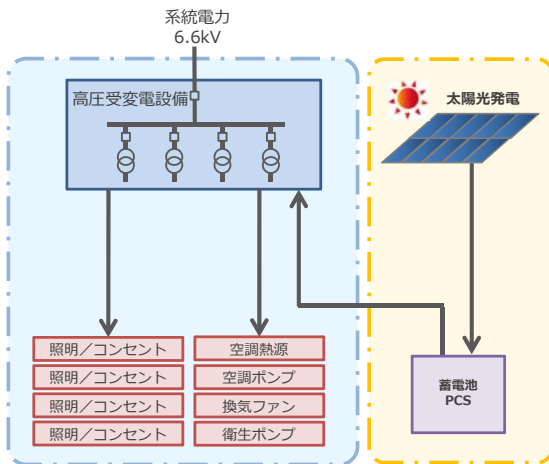 系統電力
6.6kV
高圧受変電設備
太陽光発電
照明／コンセント
空調熱源
照明／コンセント
空調ポンプ
照明／コンセント
換気ファン
照明／コンセント
衛生ポンプ
蓄電池
PCS